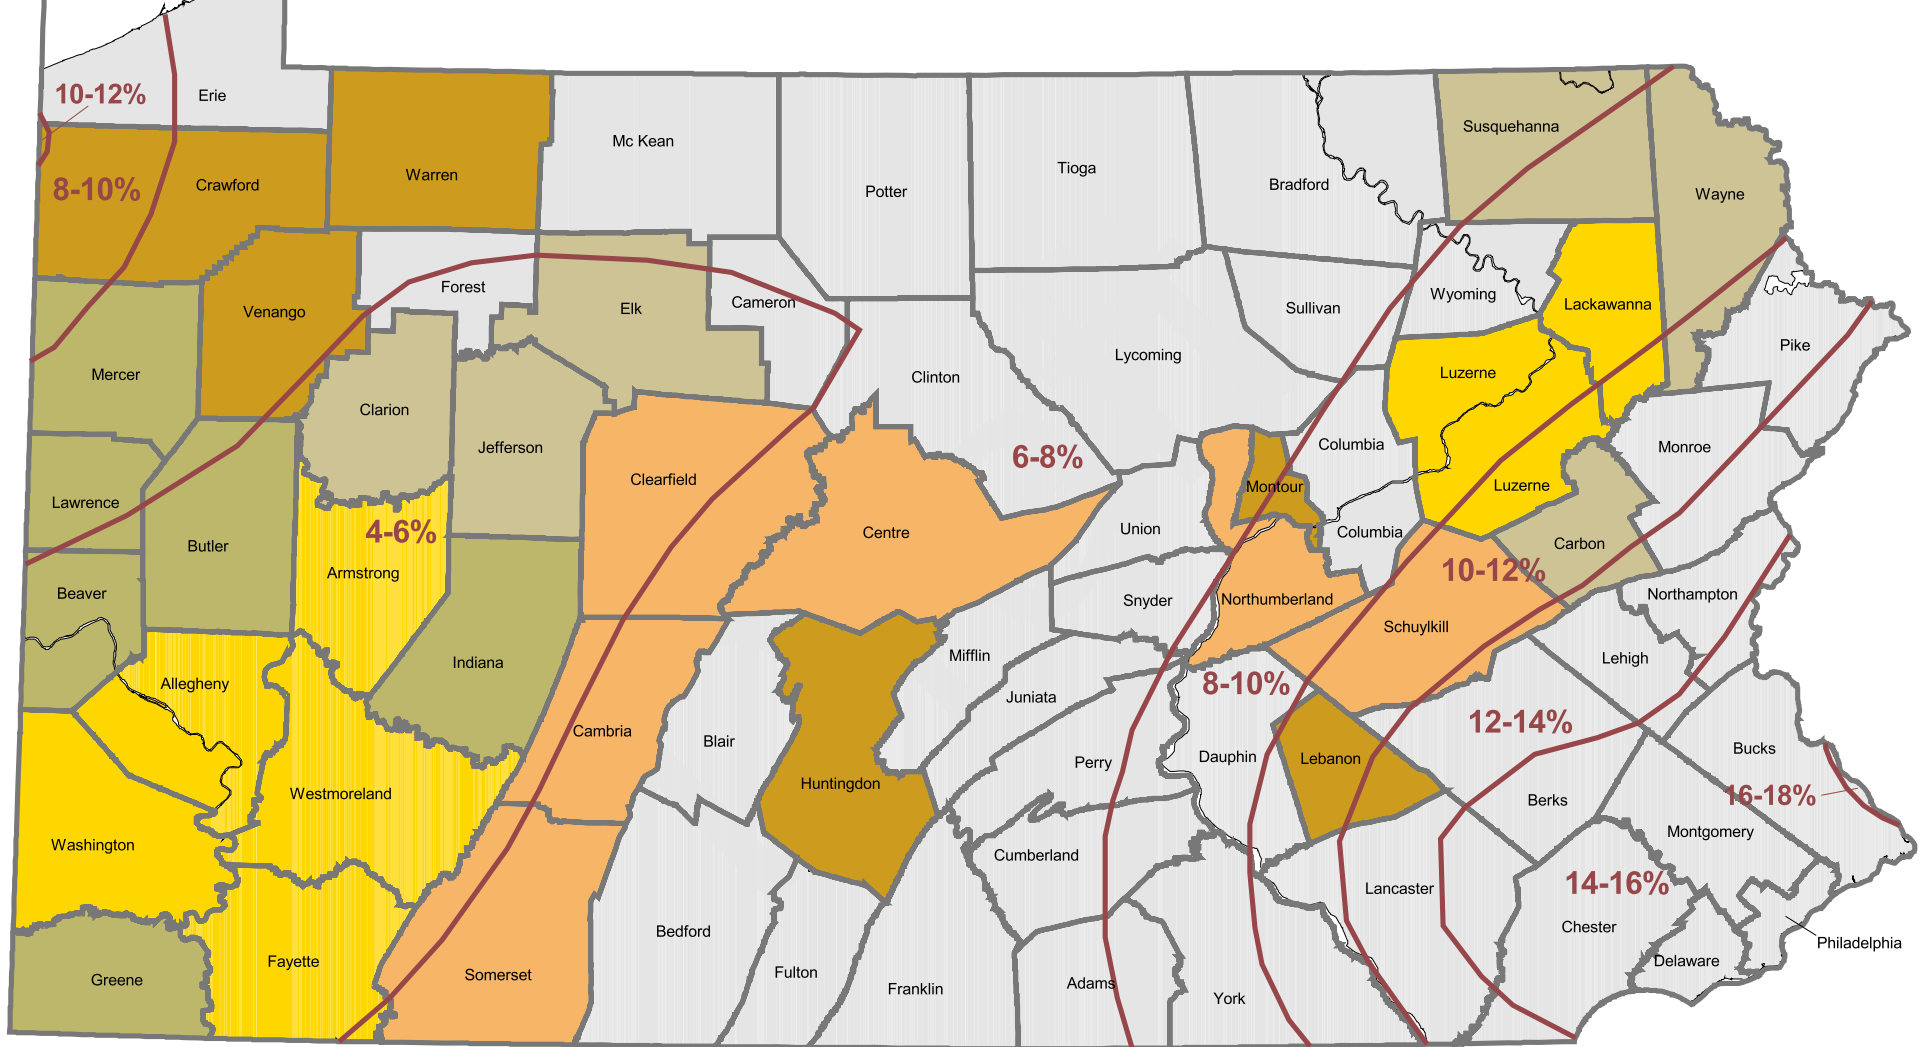 10-12%
Erie
Mc Kean
Susquehanna
Tioga
Warren
Crawford
8-10%
Potter
Bradford
Wayne
Forest
Wyoming
Cameron
Lackawanna
Venango
Elk
Sullivan
Pike
Lycoming
Mercer
Luzerne
Clinton
Clarion
Columbia
Jefferson
Monroe
6-8%
Clearfield
Luzerne
Montour
Lawrence
4-6%
Centre
Union
Columbia
Butler
Carbon
Armstrong
10-12%
Beaver
Snyder
Northumberland
Northampton
Schuylkill
Mifflin
Indiana
Lehigh
Allegheny
8-10%
Juniata
12-14%
Cambria
Blair
Bucks
Dauphin
Lebanon
Perry
Huntingdon
Westmoreland
16-18%
Berks
Montgomery
Washington
Cumberland
14-16%
Lancaster
Chester
Bedford
Philadelphia
Fayette
Delaware
Somerset
Fulton
Greene
Adams
Franklin
York